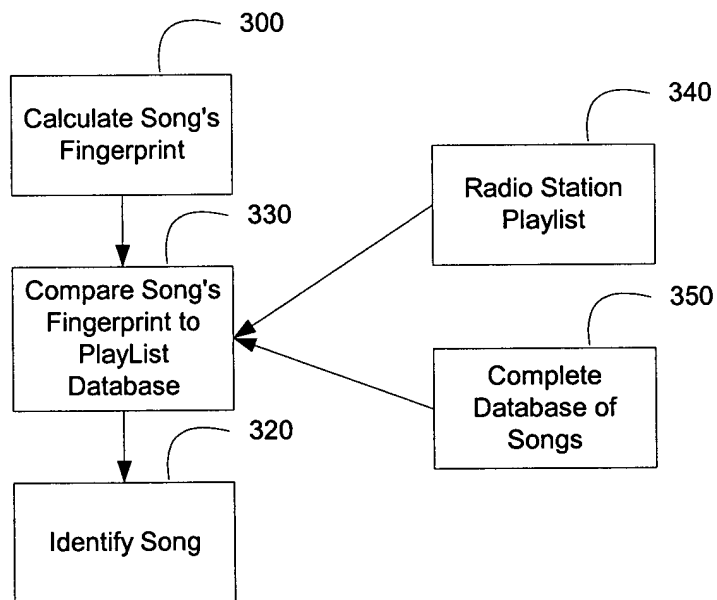 300
Calculate Song's
Fingerprint
340
Radio Station
Playlist
330
Compare Song's
Fingerprint to
PlayList
Database
350
Complete
Database of
Songs
320
Identify Song